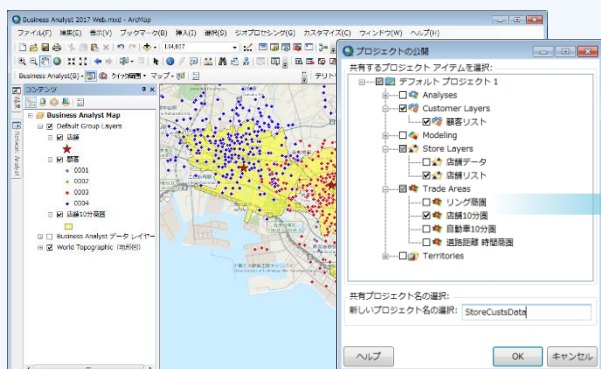 Business Analyst 2017 Web.mxd - ArcMap
ファイル(F) 編集(E) 表示(V) ブックマーク(B) 挿入(I) 選択(S) ジオプロセシング(G) カスタマイズ(C) ウィンドウ(W) ヘルプ(H)
Business Analyst(B)
マップ
コンテンツ
Business Analyst Map
Default Group Layers
店舗
顧客
0001
0002
0003
0004
店舗10分商圏
Business Analyst データ レイヤー
World Topographic (地形図)
Network Analyst
プロジェクトの公開
共有するプロジェクト アイテムを選択:
デフォルト プロジェクト 1
Analyses
Customer Layers
顧客リスト
Modeling
Store Layers
店舗データ
店舗リスト
Trade Areas
リング商圏
店舗10分圏
自動車10分圏
道路距離 時間商圏
Territories
共有プロジェクト名の選択:
新しいプロジェクト名の選択: StoreCustsData
ヘルプ OK キャンセル